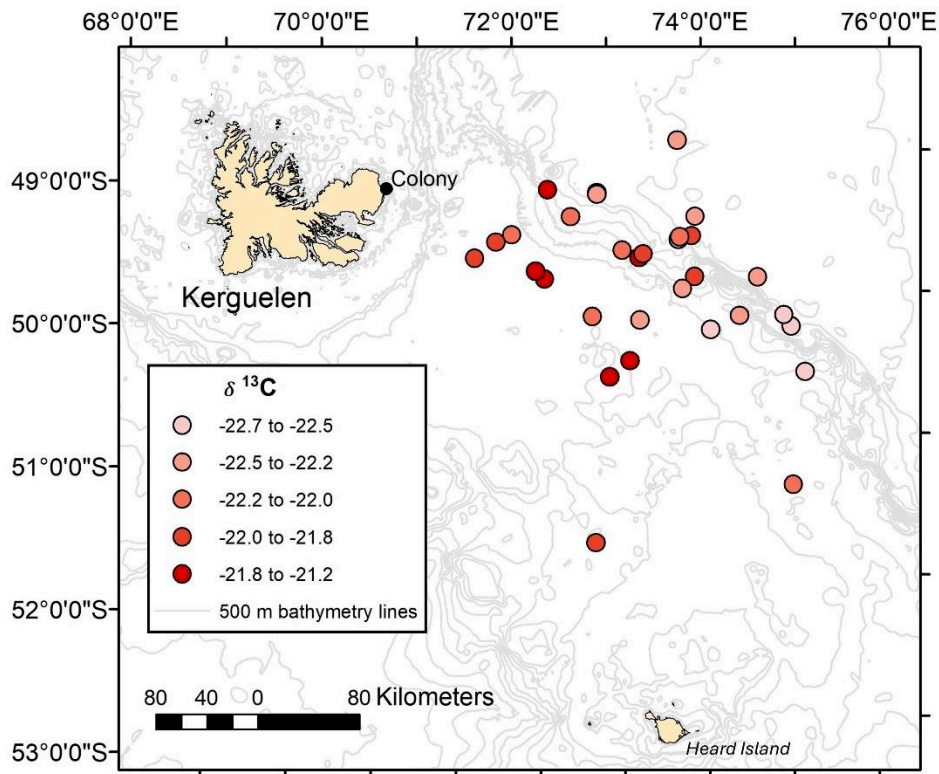 68°0'0"E 70°0'0"E 72°0'0"E 74°0'0"E 76°0'0"E
49°0'0"S
Colony
Kerguelen
50°0'0"S
δ ¹³C
-22.7 to -22.5
-22.5 to -22.2
51°0'0"S
-22.2 to -22.0
-22.0 to -21.8
-21.8 to -21.2
500 m bathymetry lines
52°0'0"S
80 40 0 80 Kilometers
53°0'0"S
Heard Island